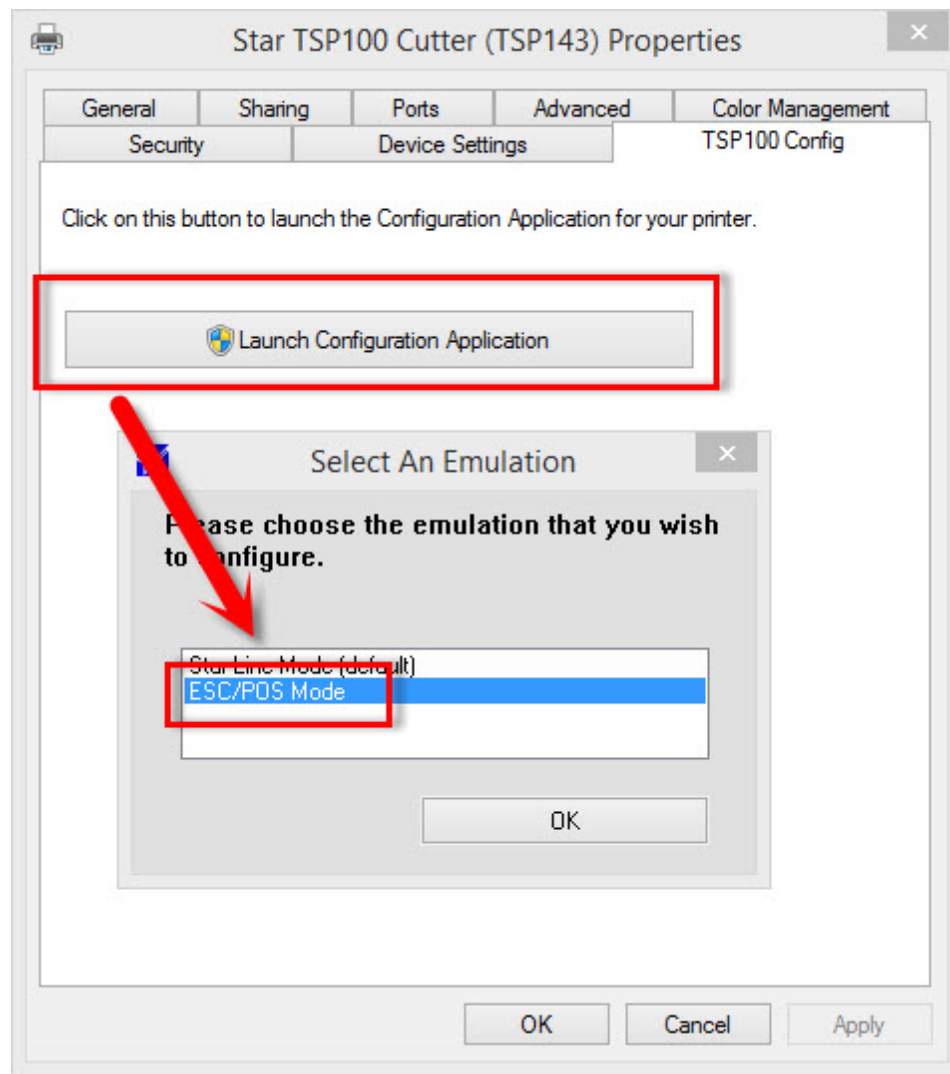 Star TSP100 Cutter (TSP143) Properties
General Sharing Ports Advanced Color Management
Security Device Settings TSP100 Config
Click on this button to launch the Configuration Application for your printer.
Launch Configuration Application
Select An Emulation
Please choose the emulation that you wish
to configure.
Star Line Mode (default)
ESC/POS Mode
OK
OK Cancel Apply